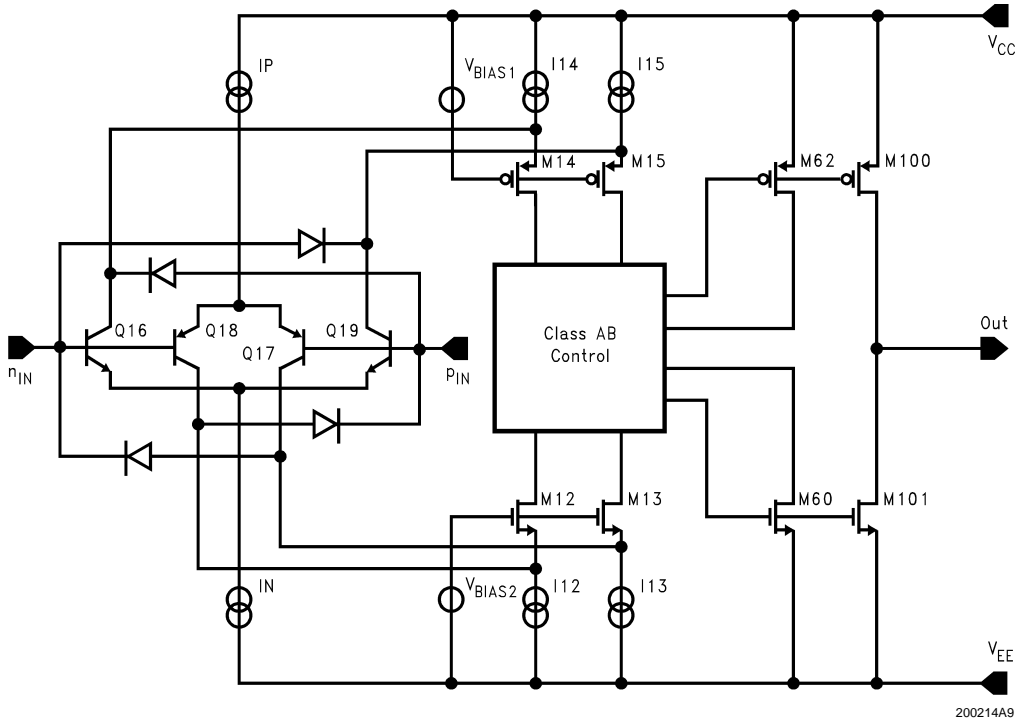 V_CC
IP
V_BIAS1
I14
I15
M14
M15
M62
M100
Q16
Q18
Q17
Q19
n_IN
p_IN
Class AB
Control
Out
M12
M13
M60
M101
IN
V_BIAS2
I12
I13
V_EE
200214A9